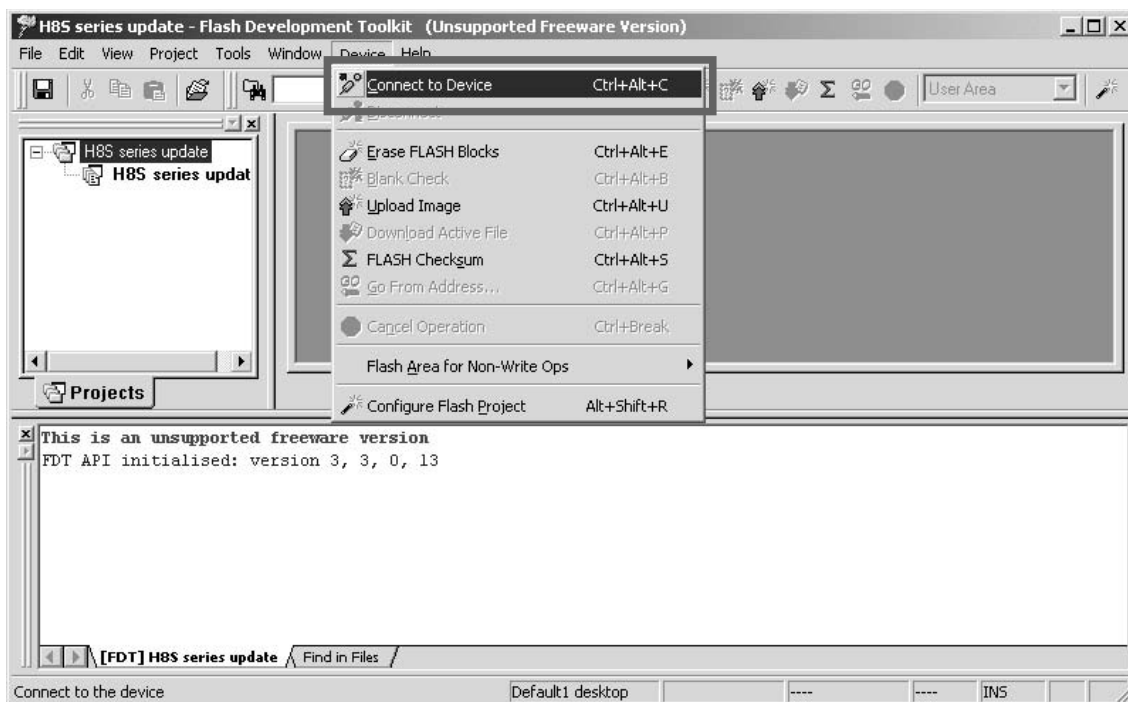 H8S series update - Flash Development Toolkit (Unsupported Freeware Version)
File Edit View Project Tools Window Device Help
User Area
Connect to Device Ctrl+Alt+C
Disconnect
Erase FLASH Blocks Ctrl+Alt+E
Blank Check Ctrl+Alt+B
Upload Image Ctrl+Alt+U
Download Active File Ctrl+Alt+P
FLASH Checksum Ctrl+Alt+S
Go From Address... Ctrl+Alt+G
Cancel Operation Ctrl+Break
Flash Area for Non-Write Ops
Configure Flash Project Alt+Shift+R
H8S series update
H8S series updat
Projects
This is an unsupported freeware version
FDT API initialised: version 3, 3, 0, 13
[FDT] H8S series update Find in Files
Connect to the device Default1 desktop ---- ---- INS